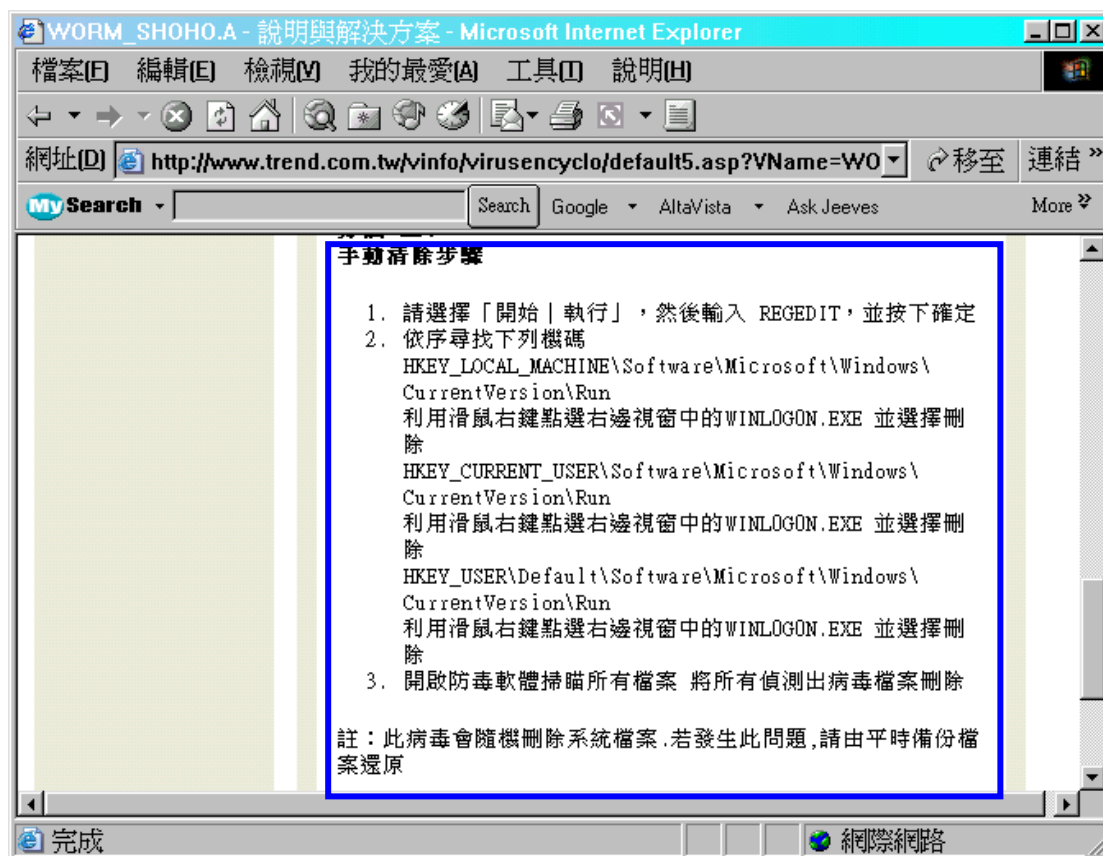 WORM_SHOHO.A - 說明與解決方案 - Microsoft Internet Explorer
檔案(F) 編輯(E) 檢視(V) 我的最愛(A) 工具(T) 說明(H)
網址(D) http://www.trend.com.tw/vinfo/virusencyclo/default5.asp?VName=WO 移至 連結 »
My Search Search Google AltaVista Ask Jeeves More
手動清除步驟
1. 請選擇「開始|執行」,然後輸入 REGEDIT,並按下確定
2. 依序尋找下列機碼
HKEY_LOCAL_MACHINE\Software\Microsoft\Windows\
CurrentVersion\Run
利用滑鼠右鍵點選右邊視窗中的WINLOGON.EXE 並選擇刪
除
HKEY_CURRENT_USER\Software\Microsoft\Windows\
CurrentVersion\Run
利用滑鼠右鍵點選右邊視窗中的WINLOGON.EXE 並選擇刪
除
HKEY_USER\Default\Software\Microsoft\Windows\
CurrentVersion\Run
利用滑鼠右鍵點選右邊視窗中的WINLOGON.EXE 並選擇刪
除
3. 開啟防毒軟體掃瞄所有檔案 將所有偵測出病毒檔案刪除
註:此病毒會隨機刪除系統檔案.若發生此問題,請由平時備份檔
案還原
完成 網際網路